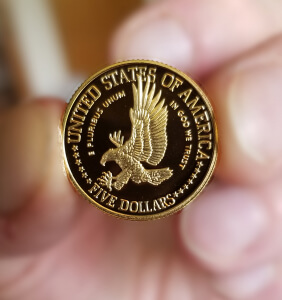 UNITED STATES OF AMERICA
E PLURIBUS UNUM
IN GOD WE TRUST
FIVE DOLLARS